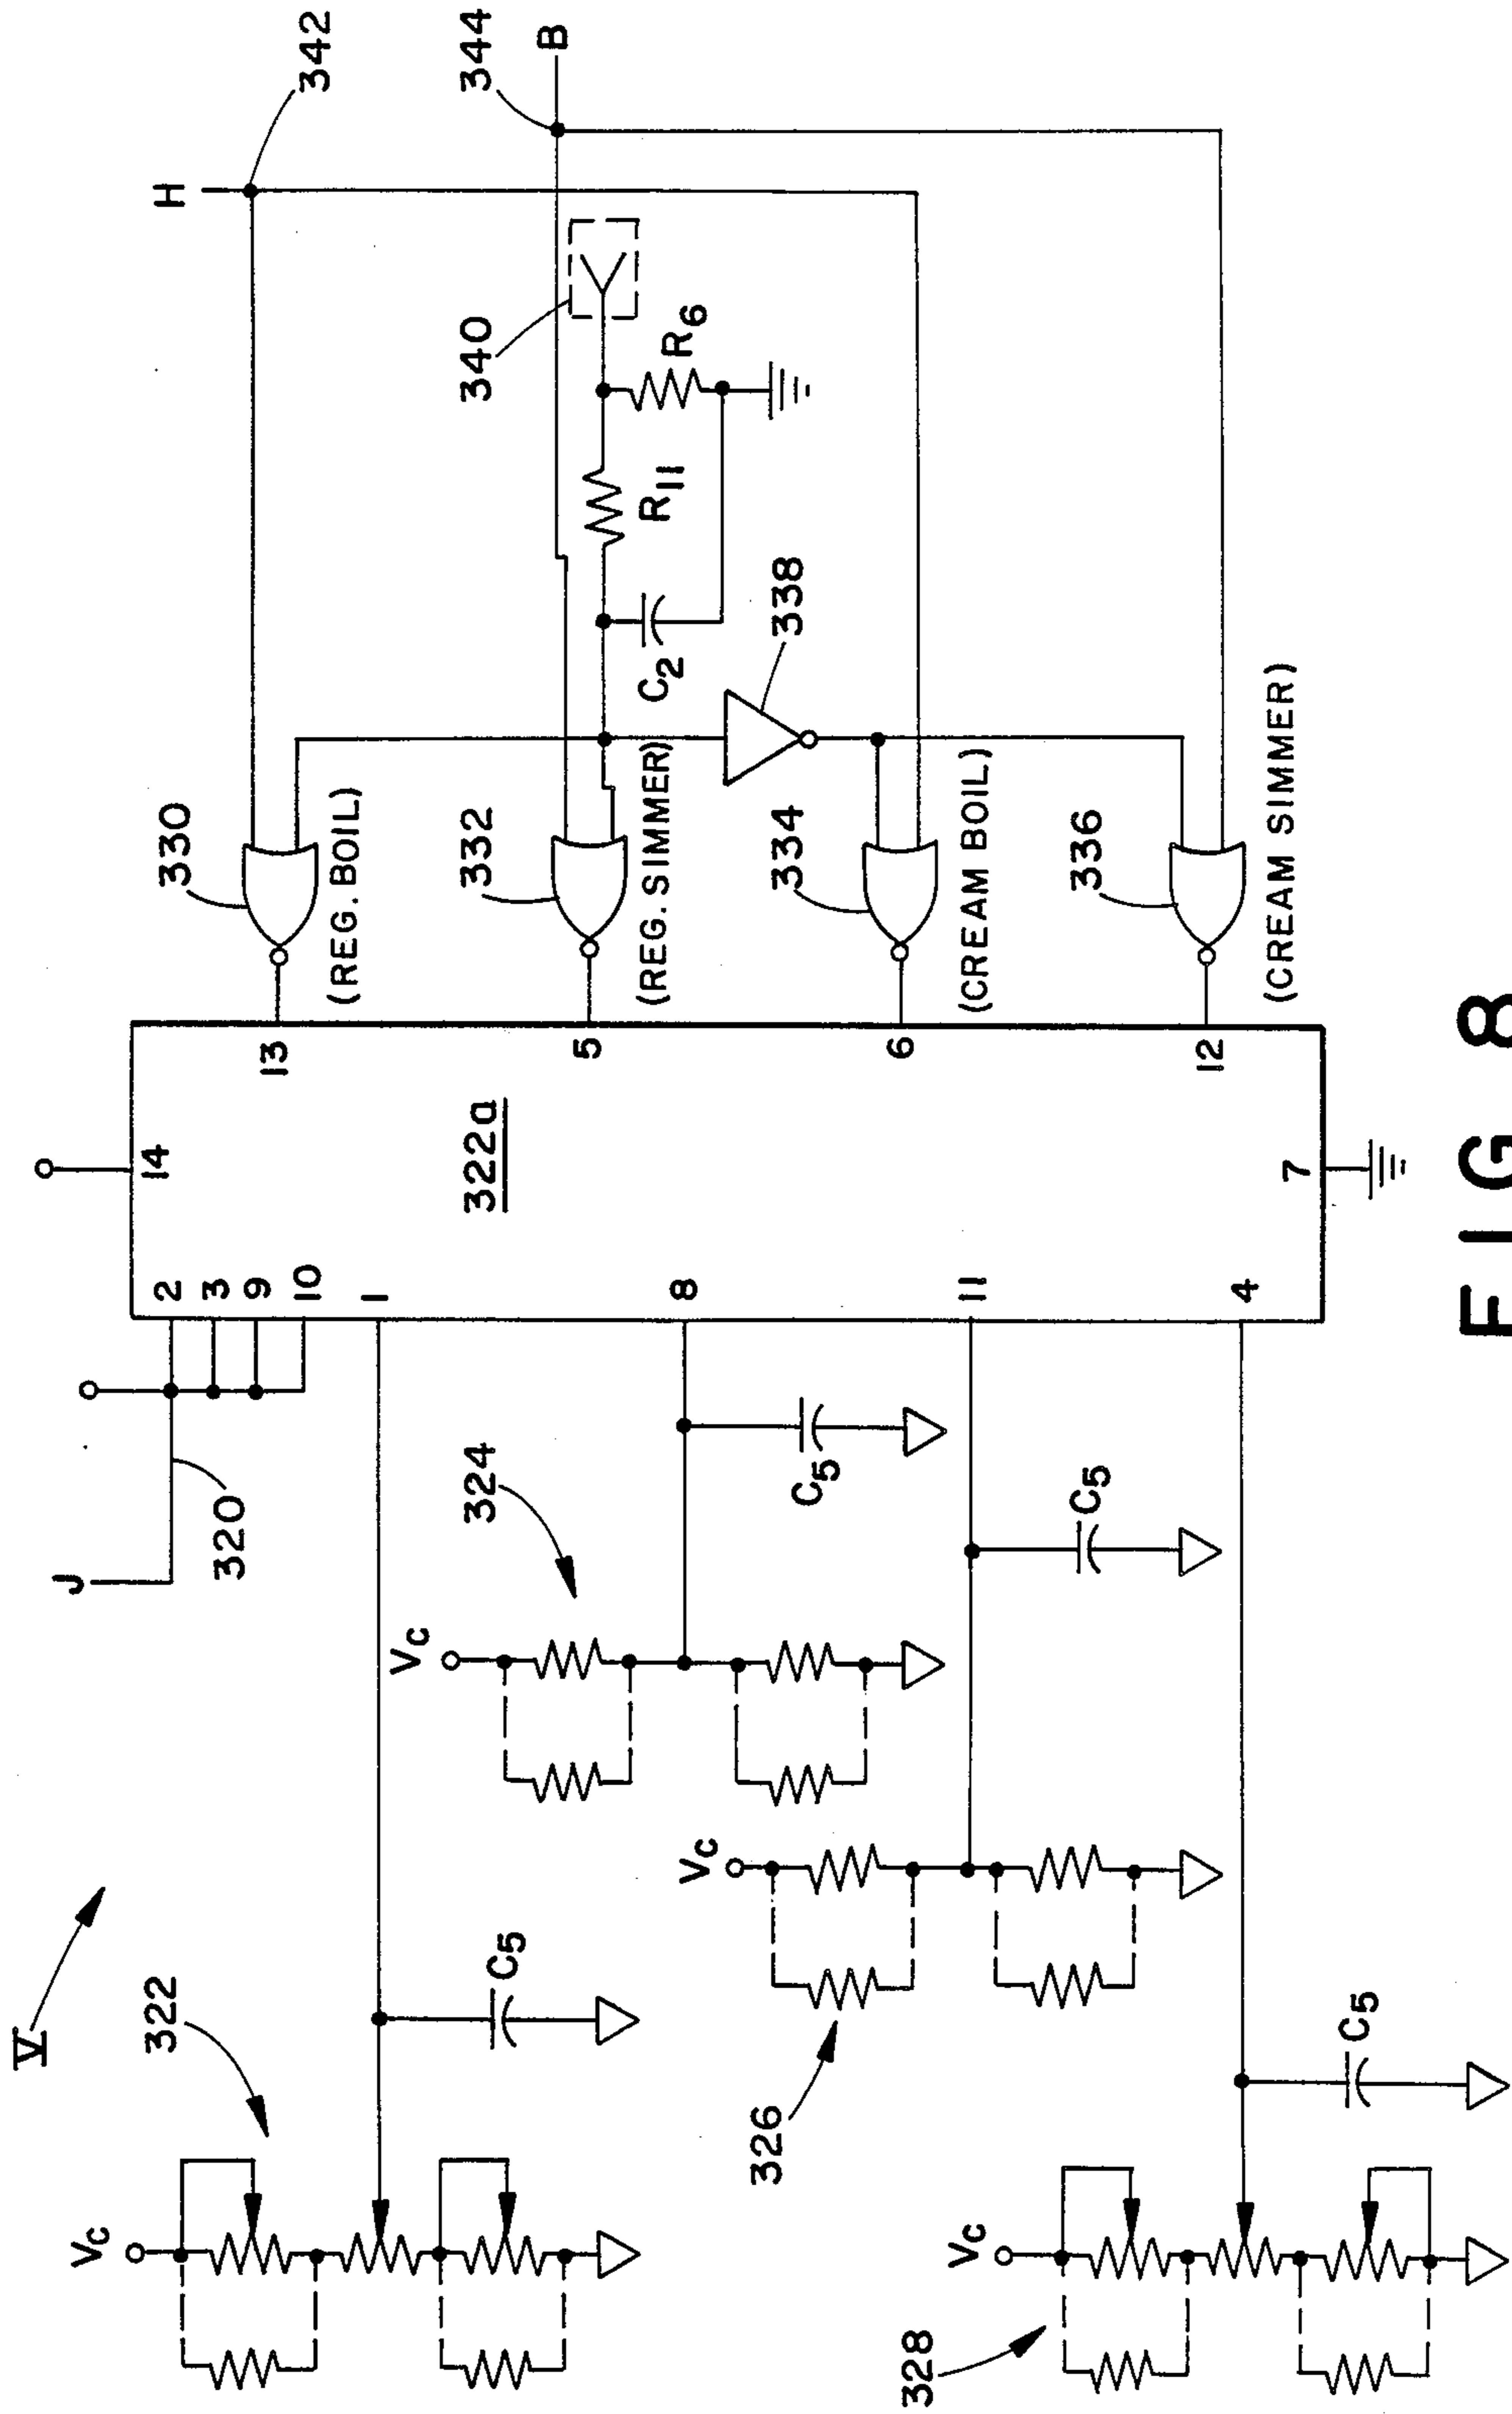 V
J
H
342
344
B
320
14
2
3
9
10
1
8
11
4
13
5
6
12
7
322a
330
(REG. BOIL)
332
(REG. SIMMER)
334
(CREAM BOIL)
336
(CREAM SIMMER)
338
340
C2
R11
R6
322
VC
C5
324
VC
C5
326
VC
C5
328
VC
C5
FIG 8